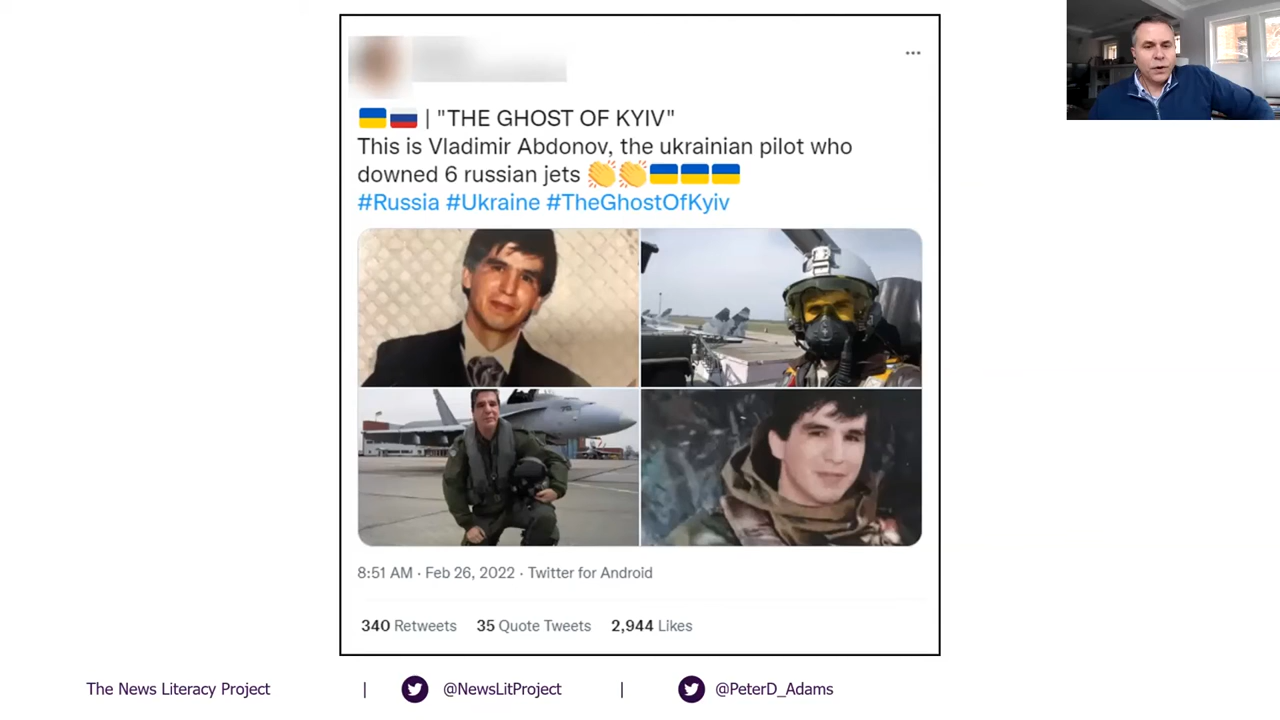 | "THE GHOST OF KYIV"
This is Vladimir Abdonov, the ukrainian pilot who
downed 6 russian jets
#Russia #Ukraine #TheGhostOfKyiv
8:51 AM · Feb 26, 2022 · Twitter for Android
340 Retweets 35 Quote Tweets 2,944 Likes
The News Literacy Project | @NewsLitProject | @PeterD_Adams